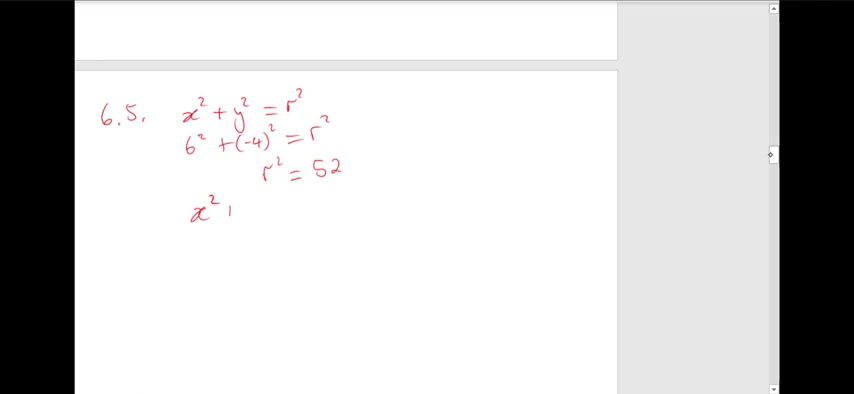 6.5. x² + y² = r²
6² + (-4)² = r²
r² = 52
x²